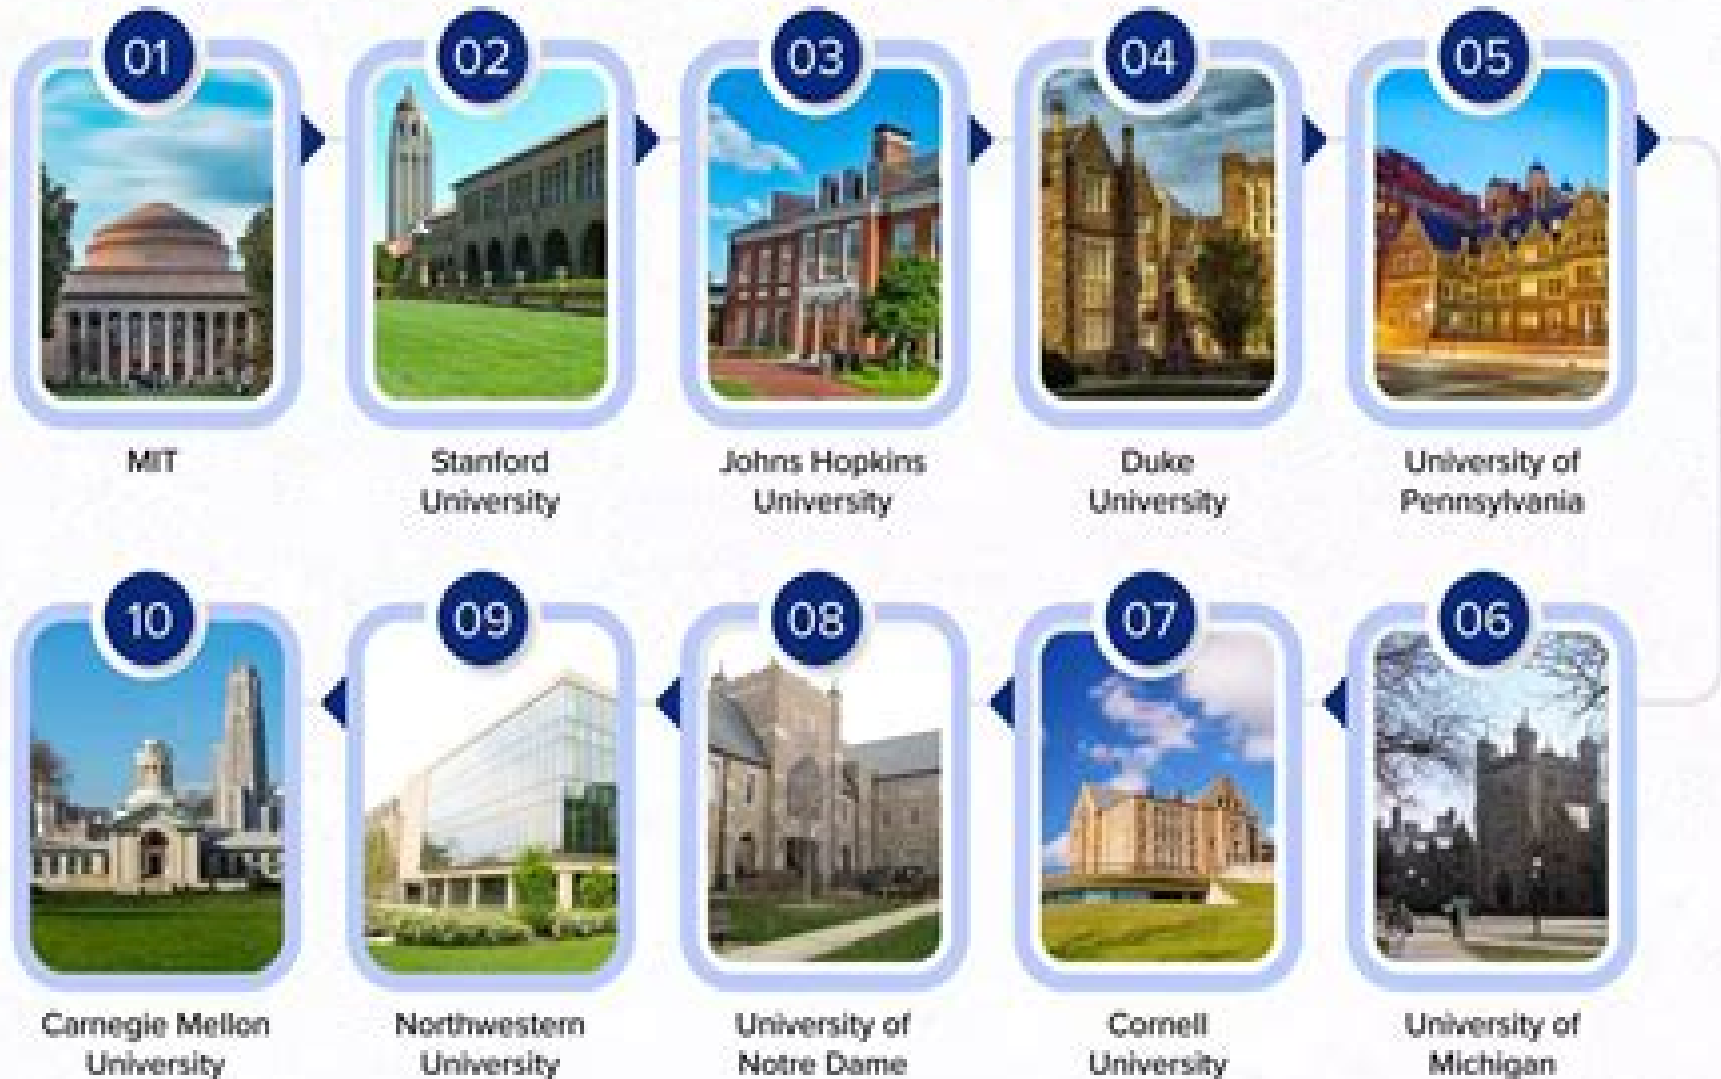 01
MIT
02
Stanford
University
03
Johns Hopkins
University
04
Duke
University
05
University of
Pennsylvania
06
University of
Michigan
07
Cornell
University
08
University of
Notre Dame
09
Northwestern
University
10
Carnegie Mellon
University